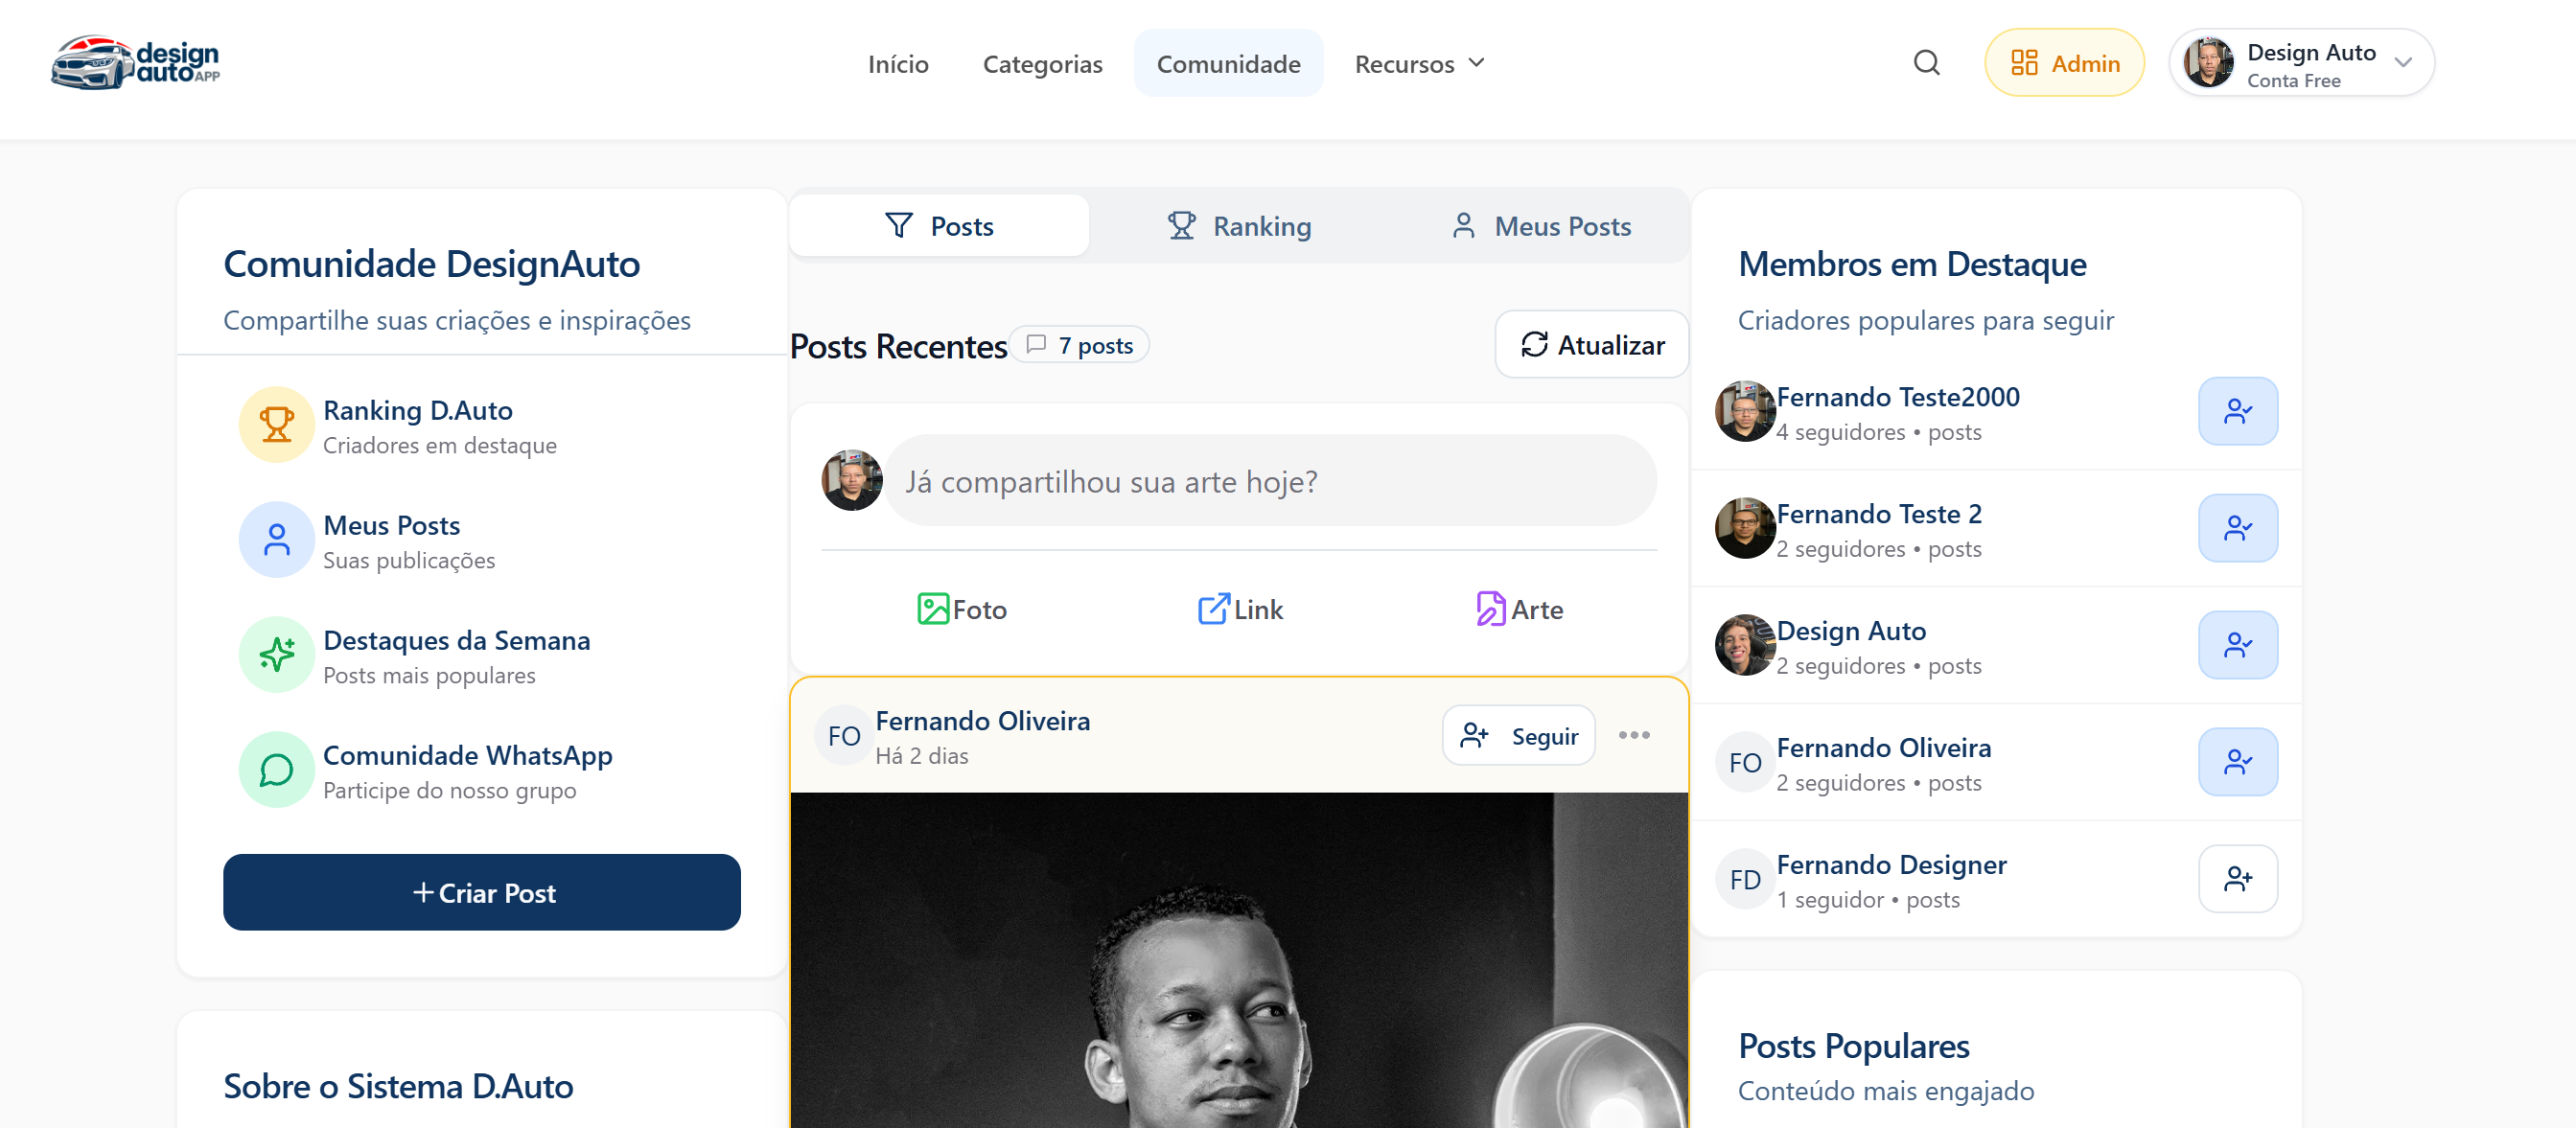 design
auto APP
Início
Categorias
Comunidade
Recursos
Admin
Design Auto
Conta Free
Comunidade DesignAuto
Compartilhe suas criações e inspirações
Ranking D.Auto
Criadores em destaque
Meus Posts
Suas publicações
Destaques da Semana
Posts mais populares
Comunidade WhatsApp
Participe do nosso grupo
Criar Post
Sobre o Sistema D.Auto
Posts
Ranking
Meus Posts
Posts Recentes
7 posts
Atualizar
Já compartilhou sua arte hoje?
Foto
Link
Arte
FO
Fernando Oliveira
Há 2 dias
Seguir
Membros em Destaque
Criadores populares para seguir
Fernando Teste2000
4 seguidores • posts
Fernando Teste 2
2 seguidores • posts
Design Auto
2 seguidores • posts
FO
Fernando Oliveira
2 seguidores • posts
FD
Fernando Designer
1 seguidor • posts
Posts Populares
Conteúdo mais engajado